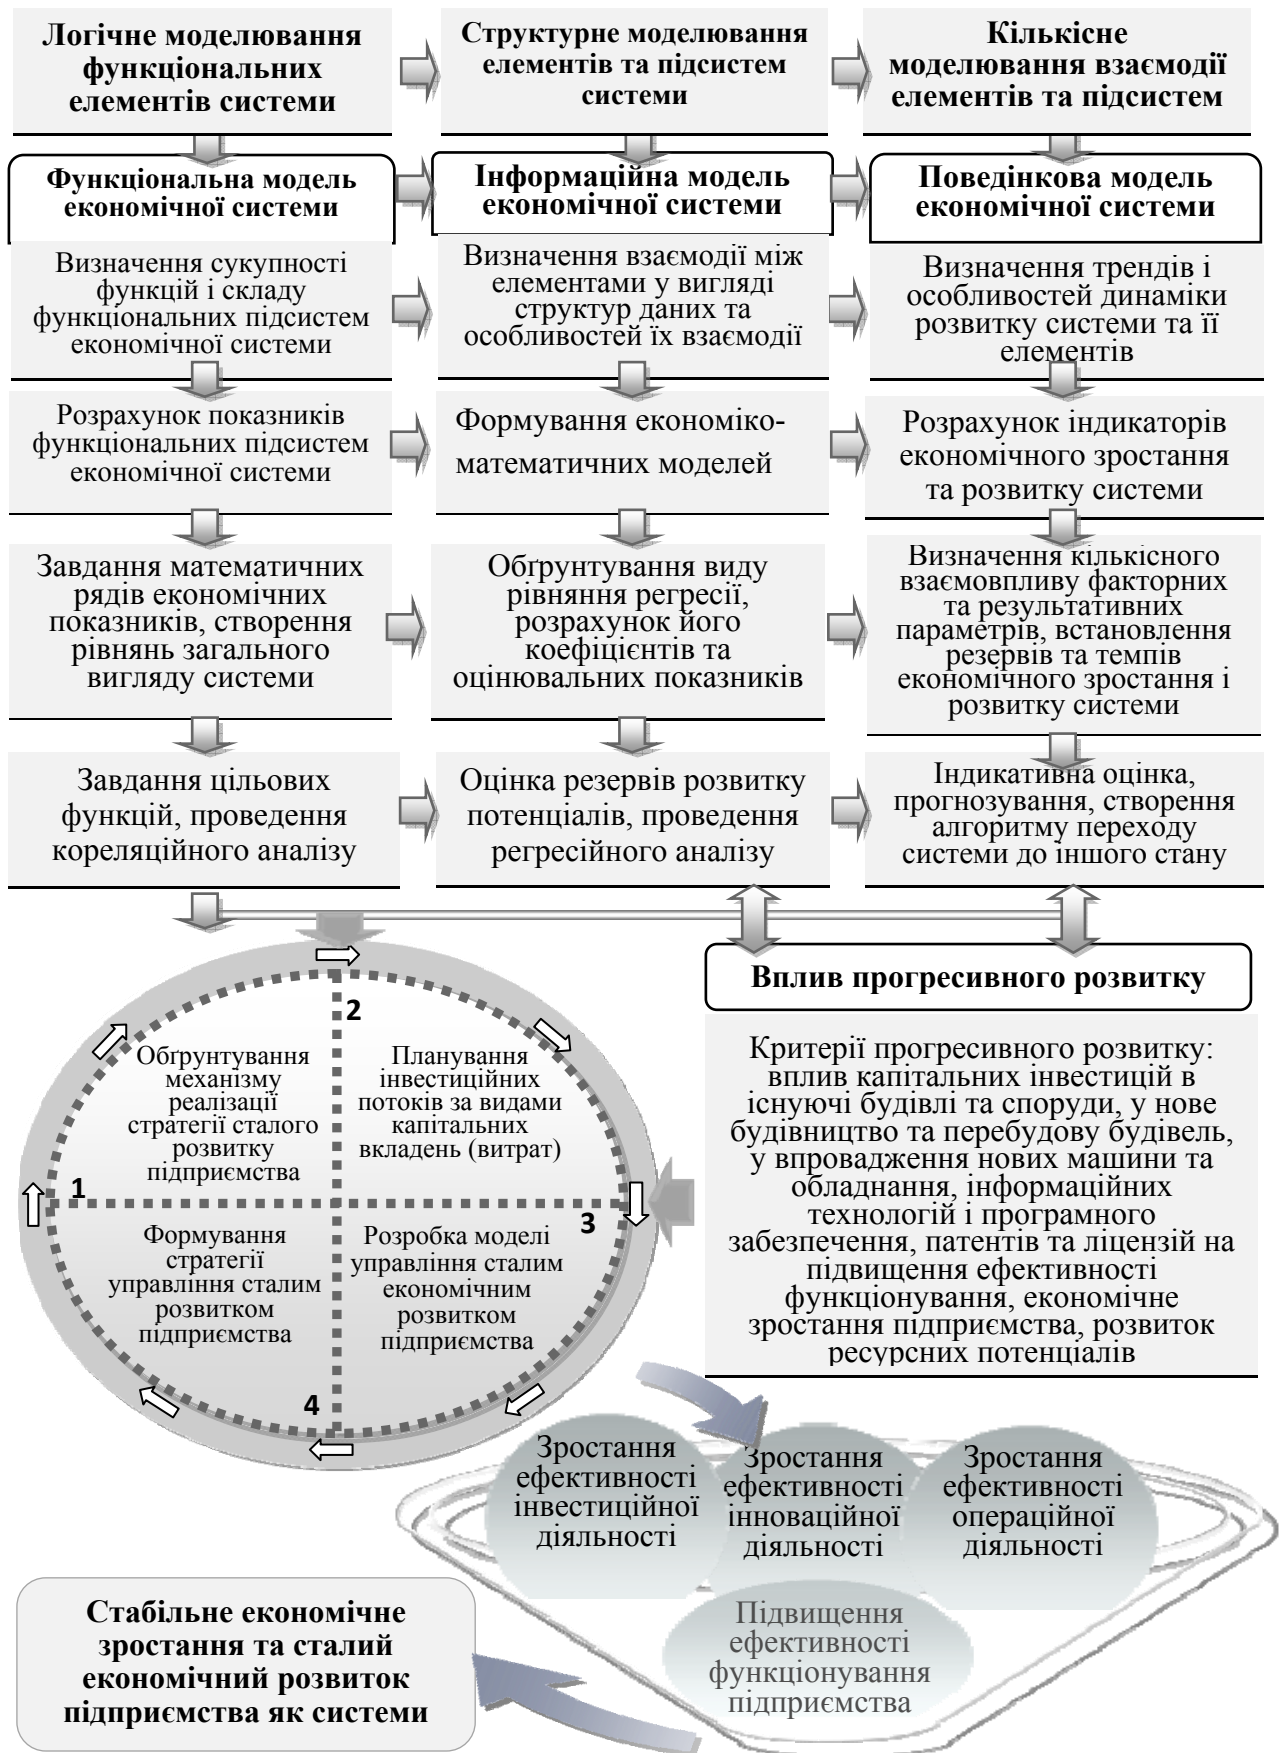 Логічне моделювання
функціональних
елементів системи
Структурне моделювання
елементів та підсистем
системи
Кількісне
моделювання взаємодії
елементів та підсистем
Функціональна модель
економічної системи
Інформаційна модель
економічної системи
Поведінкова модель
економічної системи
Визначення сукупності
функцій і складу
функціональних підсистем
економічної системи
Визначення взаємодії між
елементами у вигляді
структур даних та
особливостей їх взаємодії
Визначення трендів і
особливостей динаміки
розвитку системи та її
елементів
Розрахунок показників
функціональних підсистем
економічної системи
Формування економіко-
математичних моделей
Розрахунок індикаторів
економічного зростання
та розвитку системи
Завдання математичних
рядів економічних
показників, створення
рівнянь загального
вигляду системи
Обґрунтування виду
рівняння регресії,
розрахунок його
коефіцієнтів та
оцінювальних показників
Визначення кількісного
взаємовпливу факторних
та результативних
параметрів, встановлення
резервів та темпів
економічного зростання і
розвитку системи
Завдання цільових
функцій, проведення
кореляційного аналізу
Оцінка резервів розвитку
потенціалів, проведення
регресійного аналізу
Індикативна оцінка,
прогнозування, створення
алгоритму переходу
системи до іншого стану
2
Обґрунтування
механізму
реалізації
стратегії сталого
розвитку
підприємства
Планування
інвестиційних
потоків за видами
капітальних
вкладень (витрат)
1
3
Формування
стратегії
управління сталим
розвитком
підприємства
Розробка моделі
управління сталим
економічним
розвитком
підприємства
4
Вплив прогресивного розвитку
Критерії прогресивного розвитку:
вплив капітальних інвестицій в
існуючі будівлі та споруди, у нове
будівництво та перебудову будівель,
у впровадження нових машини та
обладнання, інформаційних
технологій і програмного
забезпечення, патентів та ліцензій на
підвищення ефективності
функціонування, економічне
зростання підприємства, розвиток
ресурсних потенціалів
Зростання
ефективності
інвестиційної
діяльності
Зростання
ефективності
інноваційної
діяльності
Зростання
ефективності
операційної
діяльності
Підвищення
ефективності
функціонування
підприємства
Стабільне економічне
зростання та сталий
економічний розвиток
підприємства як системи